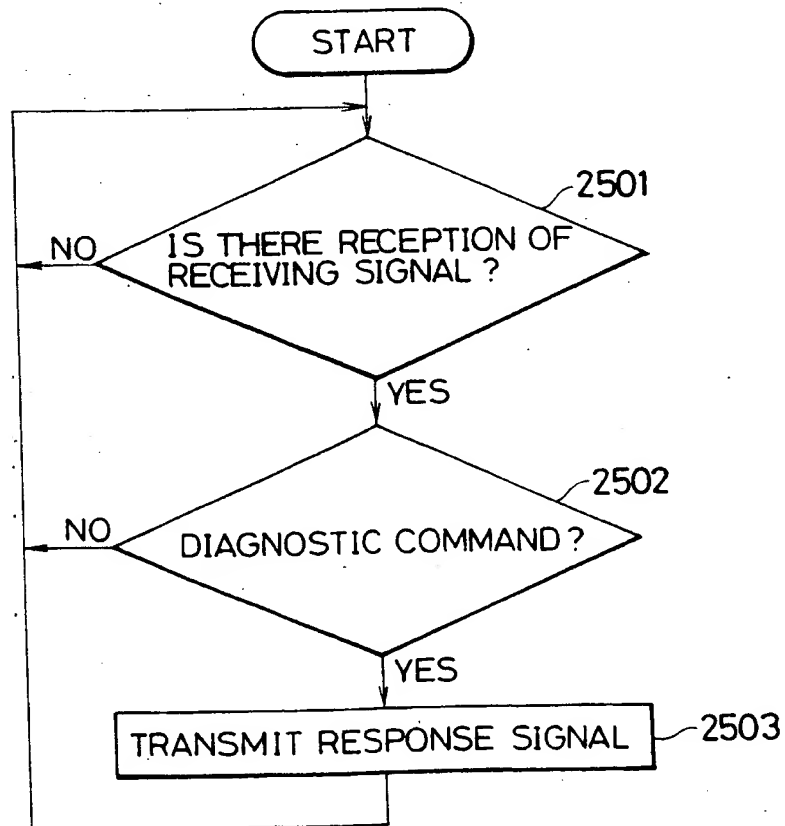 START
2501
NO
IS THERE RECEPTION OF
RECEIVING SIGNAL ?
YES
2502
NO
DIAGNOSTIC COMMAND ?
YES
TRANSMIT RESPONSE SIGNAL
2503